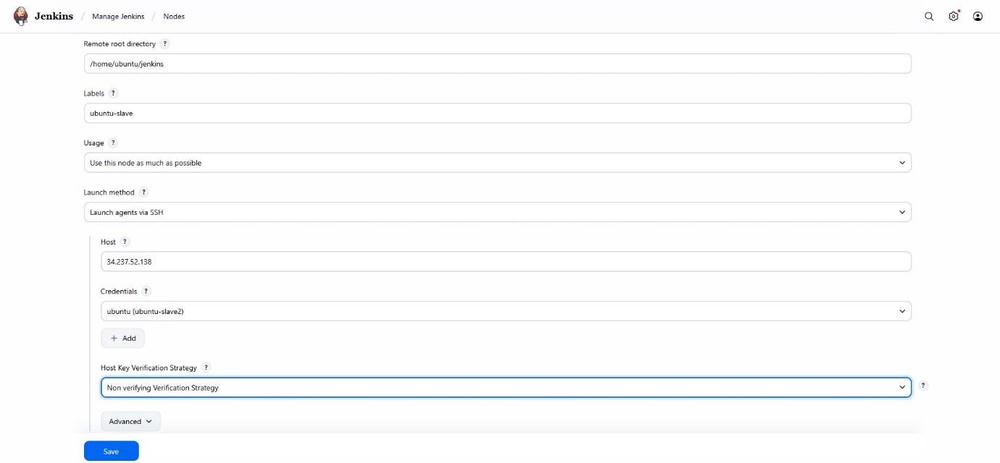 Jenkins / Manage Jenkins / Nodes
Remote root directory ?
/home/ubuntu/jenkins
Labels ?
ubuntu-slave
Usage ?
Use this node as much as possible
Launch method ?
Launch agents via SSH
Host ?
34.237.52.138
Credentials ?
ubuntu (ubuntu-slave2)
+ Add
Host Key Verification Strategy ?
Non verifying Verification Strategy ?
Advanced
Save